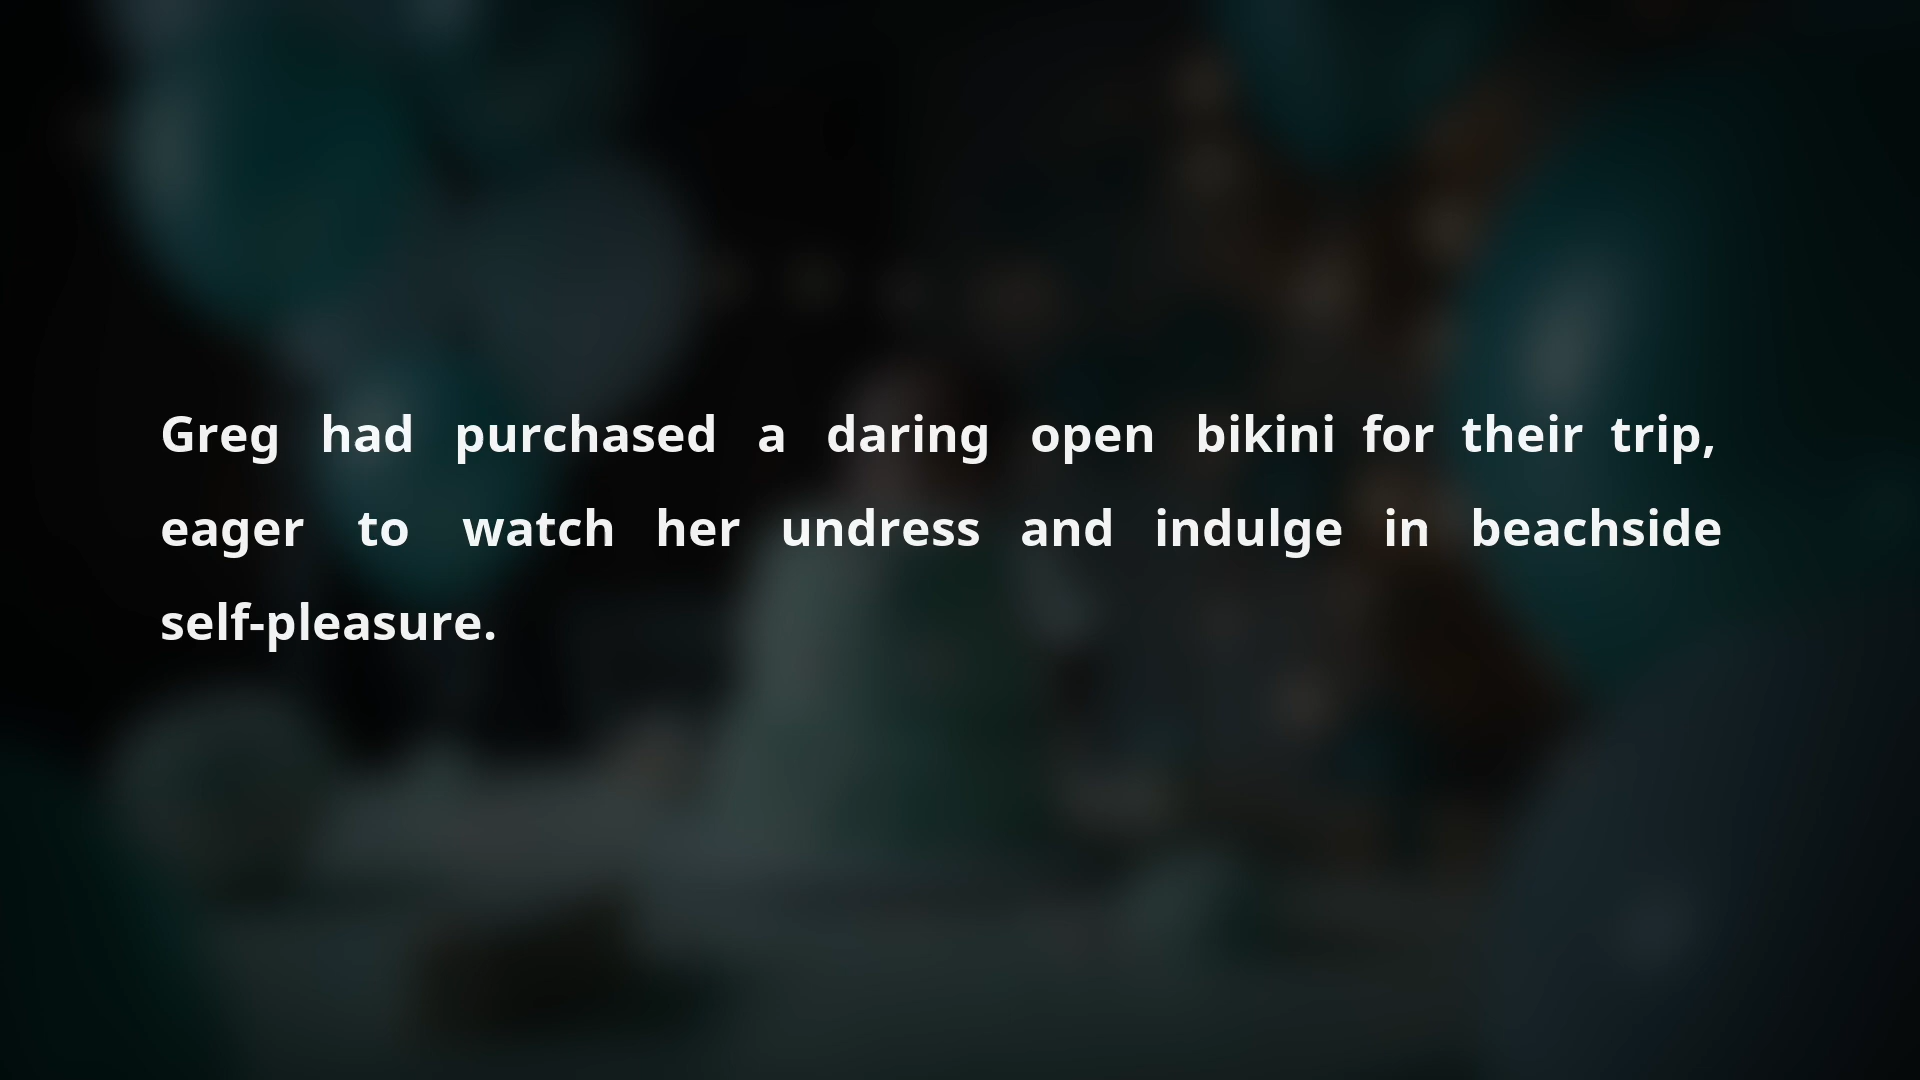 Greg had purchased a daring open bikini for their trip,
eager to watch her undress and indulge in beachside
self-pleasure.